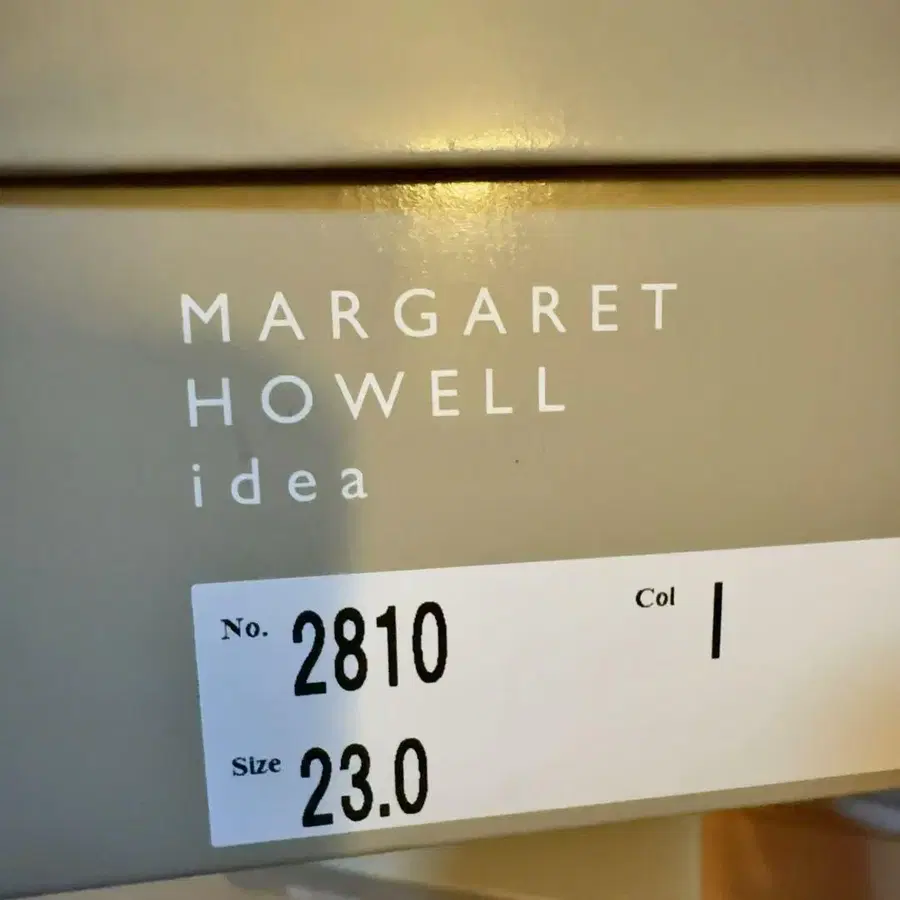 MARGARET
HOWELL
idea
No. 2810 Col I
Size 23.0